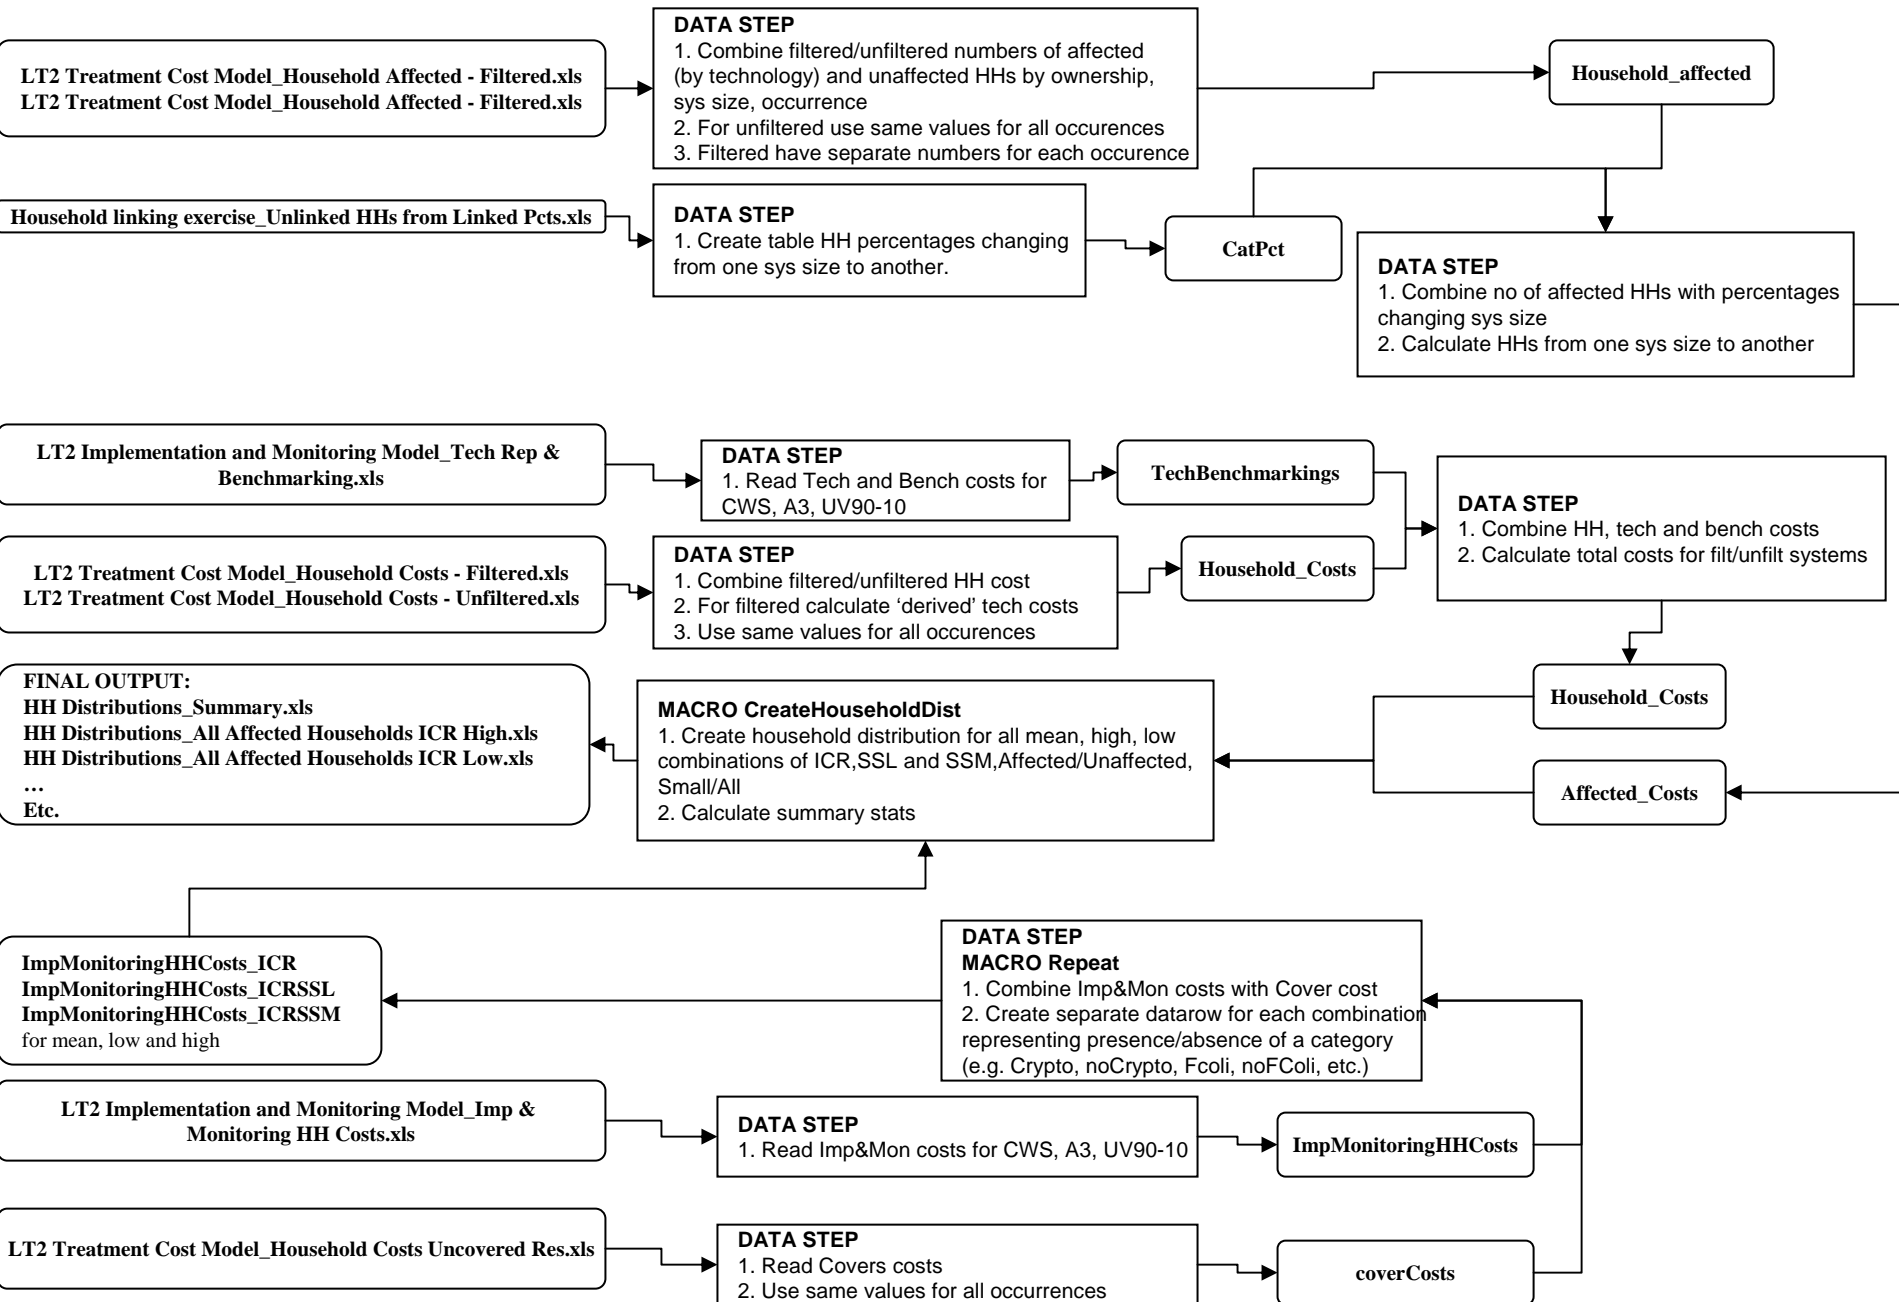 LT2 Treatment Cost Model_Household Affected - Filtered.xls
LT2 Treatment Cost Model_Household Affected - Filtered.xls
DATA STEP
1. Combine filtered/unfiltered numbers of affected
(by technology) and unaffected HHs by ownership,
sys size, occurrence
2. For unfiltered use same values for all occurences
3. Filtered have separate numbers for each occurence
Household_affected
Household linking exercise_Unlinked HHs from Linked Pcts.xls
DATA STEP
1. Create table HH percentages changing
from one sys size to another.
CatPct
DATA STEP
1. Combine no of affected HHs with percentages
changing sys size
2. Calculate HHs from one sys size to another
LT2 Implementation and Monitoring Model_Tech Rep &
Benchmarking.xls
DATA STEP
1. Read Tech and Bench costs for
CWS, A3, UV90-10
TechBenchmarkings
DATA STEP
1. Combine HH, tech and bench costs
2. Calculate total costs for filt/unfilt systems
LT2 Treatment Cost Model_Household Costs - Filtered.xls
LT2 Treatment Cost Model_Household Costs - Unfiltered.xls
DATA STEP
1. Combine filtered/unfiltered HH cost
2. For filtered calculate ‘derived’ tech costs
3. Use same values for all occurences
Household_Costs
FINAL OUTPUT:
HH Distributions_Summary.xls
HH Distributions_All Affected Households ICR High.xls
HH Distributions_All Affected Households ICR Low.xls
…
Etc.
MACRO CreateHouseholdDist
1. Create household distribution for all mean, high, low
combinations of ICR,SSL and SSM,Affected/Unaffected,
Small/All
2. Calculate summary stats
Household_Costs
Affected_Costs
ImpMonitoringHHCosts_ICR
ImpMonitoringHHCosts_ICRSSL
ImpMonitoringHHCosts_ICRSSM
for mean, low and high
DATA STEP
MACRO Repeat
1. Combine Imp&Mon costs with Cover cost
2. Create separate datarow for each combination
representing presence/absence of a category
(e.g. Crypto, noCrypto, Fcoli, noFColi, etc.)
LT2 Implementation and Monitoring Model_Imp &
Monitoring HH Costs.xls
DATA STEP
1. Read Imp&Mon costs for CWS, A3, UV90-10
ImpMonitoringHHCosts
LT2 Treatment Cost Model_Household Costs Uncovered Res.xls
DATA STEP
1. Read Covers costs
2. Use same values for all occurrences
coverCosts